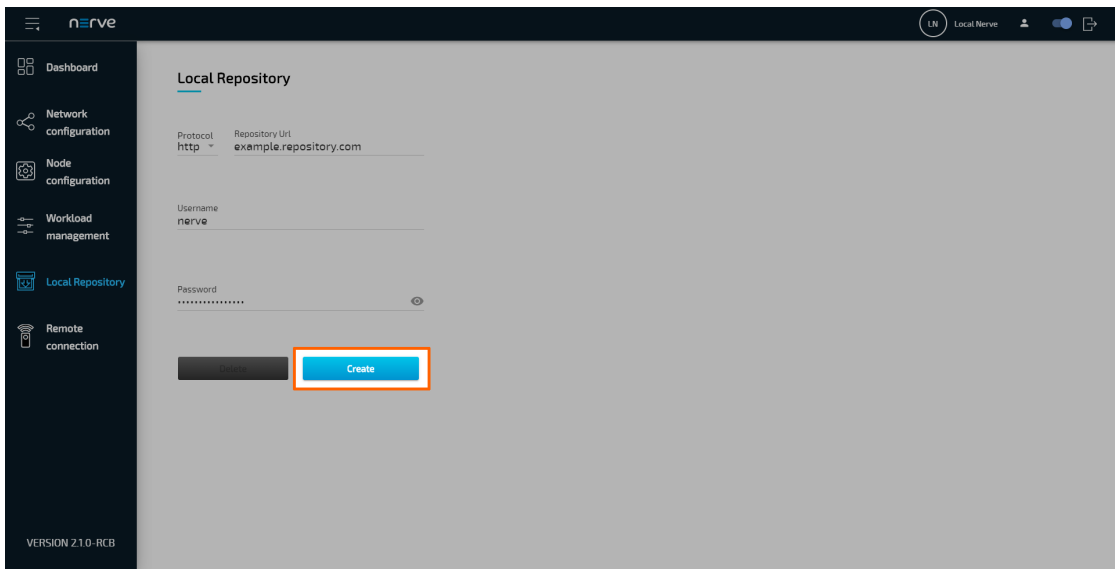 nerve
LN Local Nerve
Dashboard
Network
configuration
Node
configuration
Workload
management
Local Repository
Remote
connection
VERSION 2.1.0-RCB
Local Repository
Protocol Repository Url
http example.repository.com
Username
nerve
Password
•••••••••••••••
Delete Create